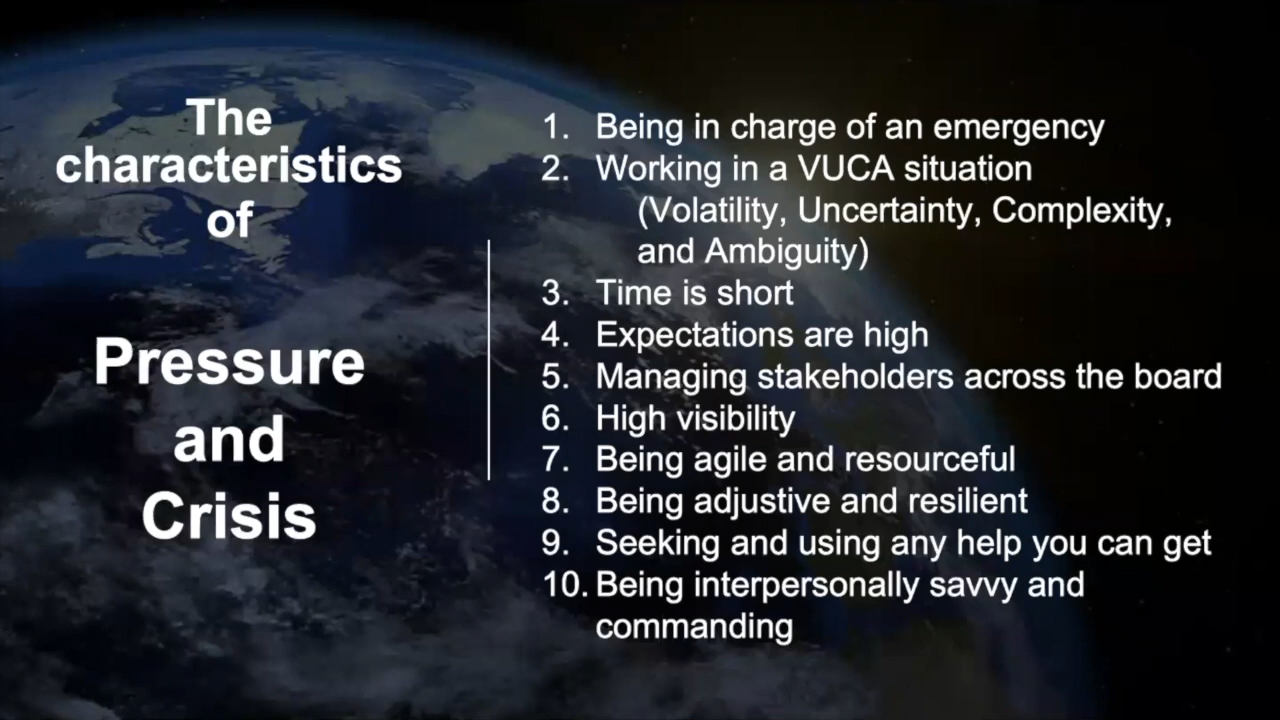 The
characteristics
of
Pressure
and
Crisis
1. Being in charge of an emergency
2. Working in a VUCA situation
(Volatility, Uncertainty, Complexity,
and Ambiguity)
3. Time is short
4. Expectations are high
5. Managing stakeholders across the board
6. High visibility
7. Being agile and resourceful
8. Being adjustive and resilient
9. Seeking and using any help you can get
10. Being interpersonally savvy and
commanding